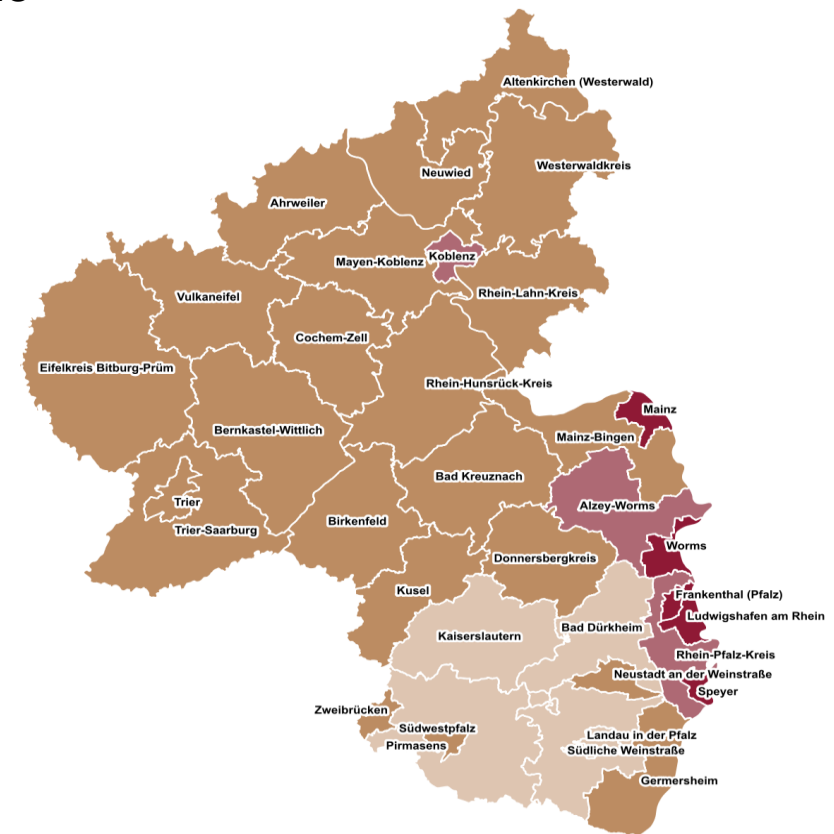 Altenkirchen (Westerwald)
Westerwaldkreis
Neuwied
Ahrweiler
Koblenz
Mayen-Koblenz
Rhein-Lahn-Kreis
Vulkaneifel
Cochem-Zell
Eifelkreis Bitburg-Prüm
Rhein-Hunsrück-Kreis
Mainz
Bernkastel-Wittlich
Mainz-Bingen
Bad Kreuznach
Trier
Alzey-Worms
Birkenfeld
Trier-Saarburg
Worms
Donnersbergkreis
Kusel
Frankenthal (Pfalz)
Ludwigshafen am Rhein
Bad Dürkheim
Kaiserslautern
Rhein-Pfalz-Kreis
Neustadt an der Weinstraße
Speyer
Zweibrücken
Südwestpfalz
Landau in der Pfalz
Pirmasens
Südliche Weinstraße
Germersheim